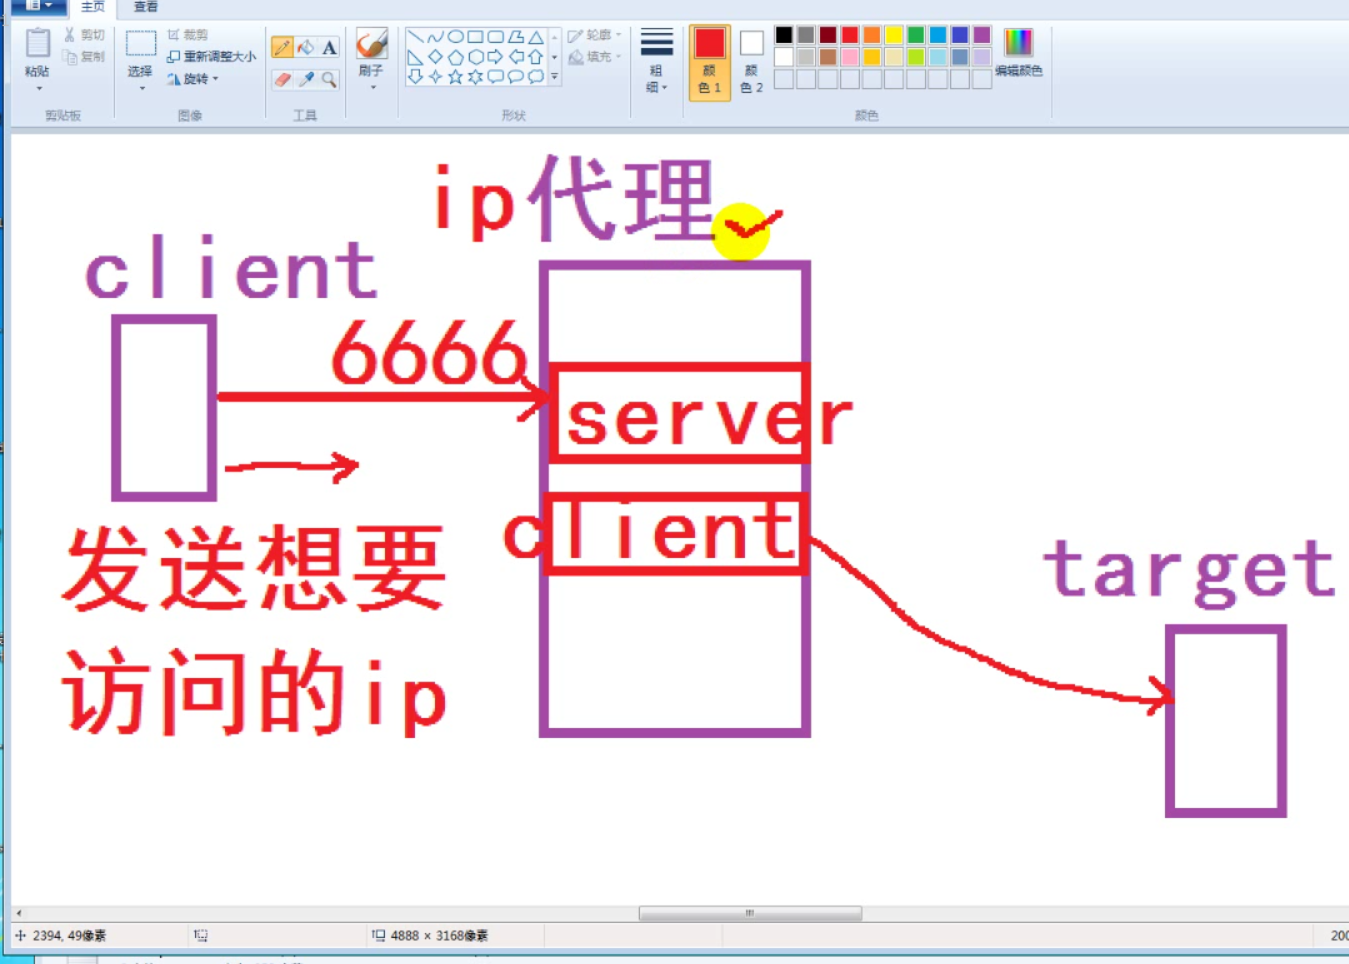 主页 查看
剪切 裁剪 轮廓
复制 重新调整大小 填充
粘贴 选择 旋转 A 刷子 粗细 颜色 1 颜色 2 编辑颜色
剪贴板 图像 工具 形状 颜色
ip代理
client
6666
server
client
target
发送想要
访问的ip
2394, 49像素 4888 × 3168像素